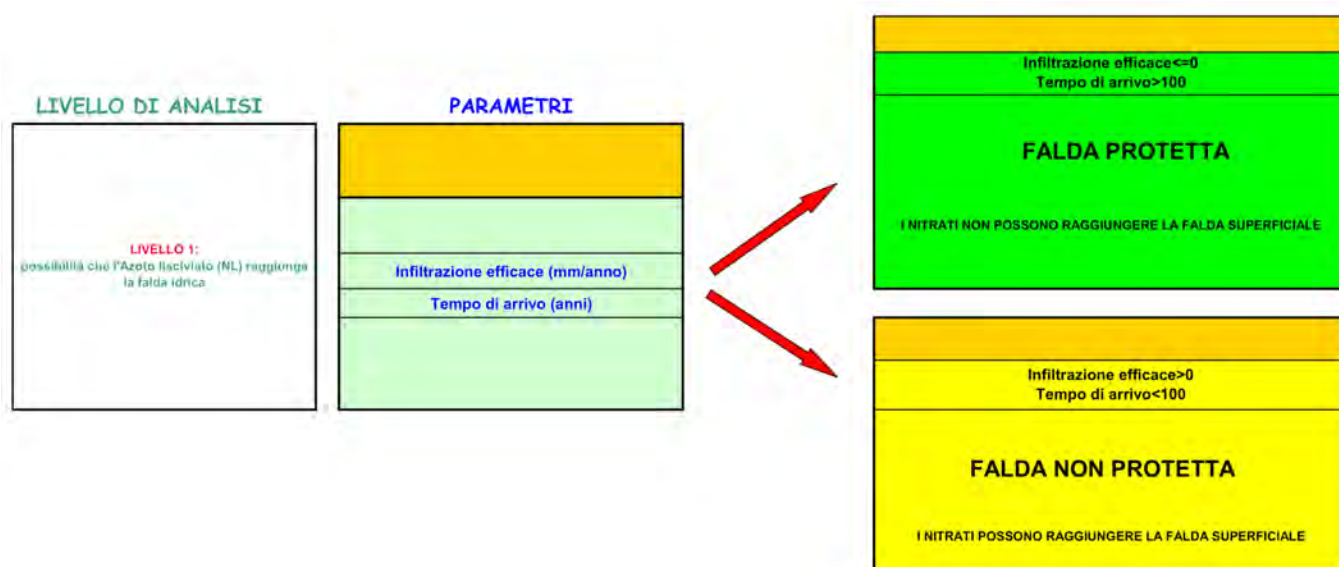 LIVELLO DI ANALISI
LIVELLO 1:
possibilità che l'Azoto lisciviato (NL) raggiunga
la falda idrica
PARAMETRI
Infiltrazione efficace (mm/anno)
Tempo di arrivo (anni)
Infiltrazione efficace<=0
Tempo di arrivo>100
FALDA PROTETTA
I NITRATI NON POSSONO RAGGIUNGERE LA FALDA SUPERFICIALE
Infiltrazione efficace>0
Tempo di arrivo<100
FALDA NON PROTETTA
I NITRATI POSSONO RAGGIUNGERE LA FALDA SUPERFICIALE